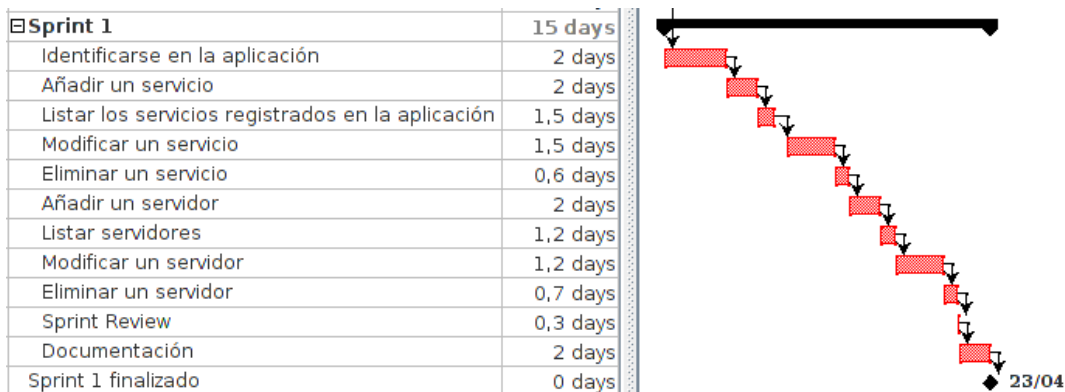 Sprint 1 15 days
Identificarse en la aplicación 2 days
Añadir un servicio 2 days
Listar los servicios registrados en la aplicación 1,5 days
Modificar un servicio 1,5 days
Eliminar un servicio 0,6 days
Añadir un servidor 2 days
Listar servidores 1,2 days
Modificar un servidor 1,2 days
Eliminar un servidor 0,7 days
Sprint Review 0,3 days
Documentación 2 days
Sprint 1 finalizado 0 days 23/04